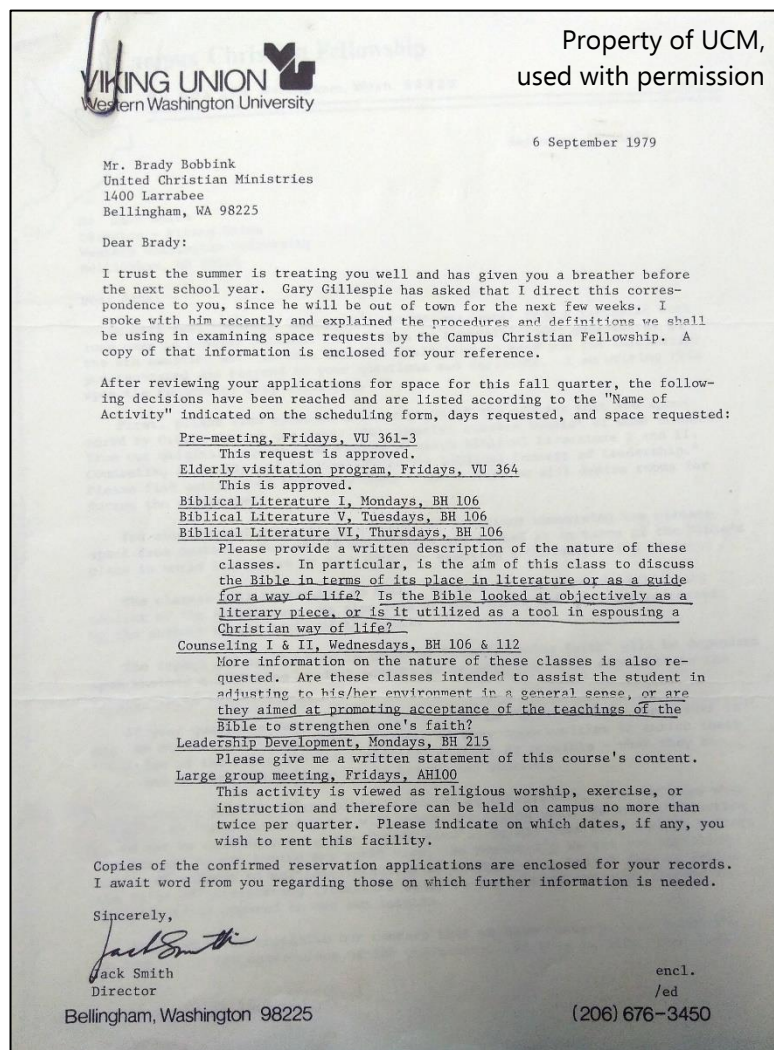 Property of UCM,
used with permission
VIKING UNION
Western Washington University
6 September 1979
Mr. Brady Bobbink
United Christian Ministries
1400 Larrabee
Bellingham, WA 98225
Dear Brady:
I trust the summer is treating you well and has given you a breather before
the next school year. Gary Gillespie has asked that I direct this corres-
pondence to you, since he will be out of town for the next few weeks. I
spoke with him recently and explained the procedures and definitions we shall
be using in examining space requests by the Campus Christian Fellowship. A
copy of that information is enclosed for your reference.
After reviewing your applications for space for this fall quarter, the follow-
ing decisions have been reached and are listed according to the "Name of
Activity" indicated on the scheduling form, days requested, and space requested:
Pre-meeting, Fridays, VU 361-3
This request is approved.
Elderly visitation program, Fridays, VU 364
This is approved.
Biblical Literature I, Mondays, BH 106
Biblical Literature V, Tuesdays, BH 106
Biblical Literature VI, Thursdays, BH 106
Please provide a written description of the nature of these
classes. In particular, is the aim of this class to discuss
the Bible in terms of its place in literature or as a guide
for a way of life? Is the Bible looked at objectively as a
literary piece, or is it utilized as a tool in espousing a
Christian way of life?
Counseling I & II, Wednesdays, BH 106 & 112
More information on the nature of these classes is also re-
quested. Are these classes intended to assist the student in
adjusting to his/her environment in a general sense, or are
they aimed at promoting acceptance of the teachings of the
Bible to strengthen one's faith?
Leadership Development, Mondays, BH 215
Please give me a written statement of this course's content.
Large group meeting, Fridays, AH100
This activity is viewed as religious worship, exercise, or
instruction and therefore can be held on campus no more than
twice per quarter. Please indicate on which dates, if any, you
wish to rent this facility.
Copies of the confirmed reservation applications are enclosed for your records.
I await word from you regarding those on which further information is needed.
Sincerely,
Jack Smith
Jack Smith
Director
encl.
/ed
Bellingham, Washington 98225
(206) 676-3450